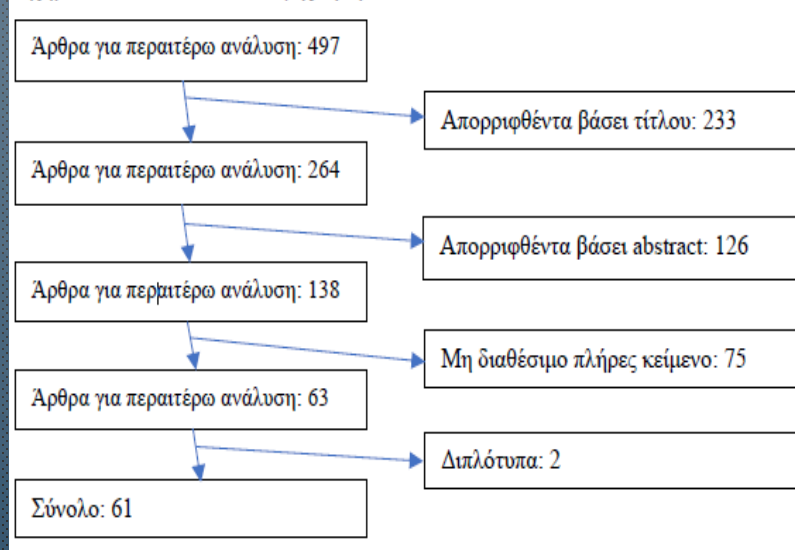 Άρθρα για περαιτέρω ανάλυση: 497
Απορριφθέντα βάσει τίτλου: 233
Άρθρα για περαιτέρω ανάλυση: 264
Απορριφθέντα βάσει abstract: 126
Άρθρα για περαιτέρω ανάλυση: 138
Μη διαθέσιμο πλήρες κείμενο: 75
Άρθρα για περαιτέρω ανάλυση: 63
Διπλότυπα: 2
Σύνολο: 61